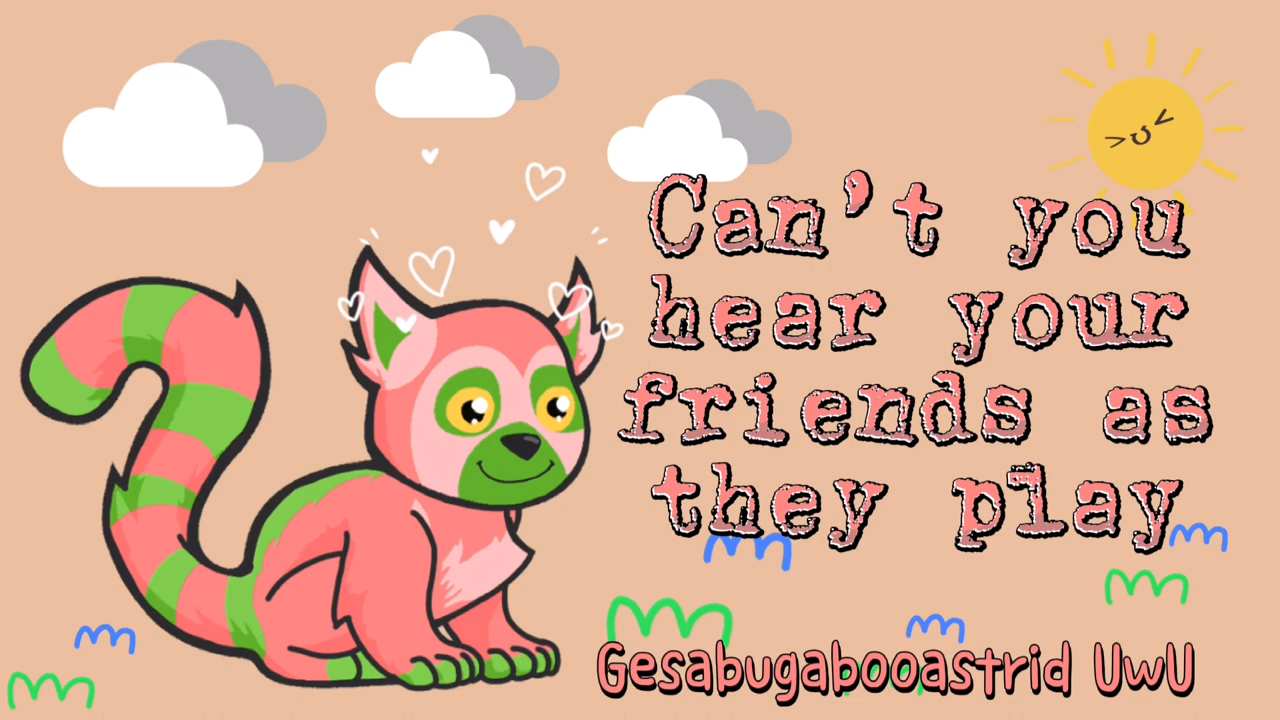 Can't you
hear your
friends as
they play
Gesabugabooastrid UwU